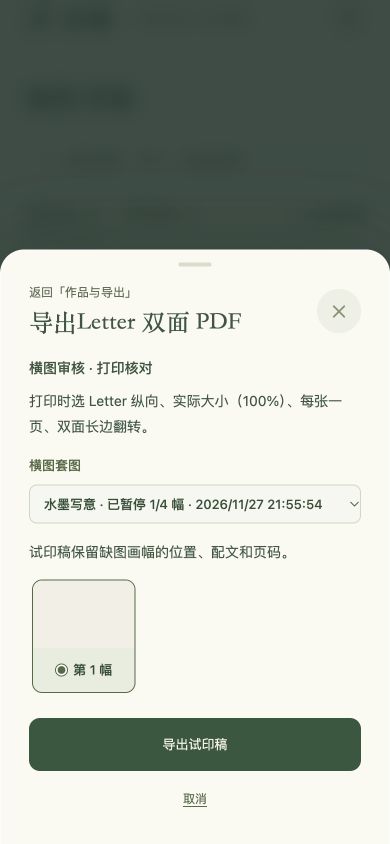 返回「作品与导出」
导出Letter 双面 PDF
横图审核 · 打印核对
打印时选 Letter 纵向、实际大小（100%）、每张一
页、双面长边翻转。
横图套图
水墨写意 · 已暂停 1/4 幅 · 2026/11/27 21:55:54
试印稿保留缺图画幅的位置、配文和页码。
第 1 幅
导出试印稿
取消